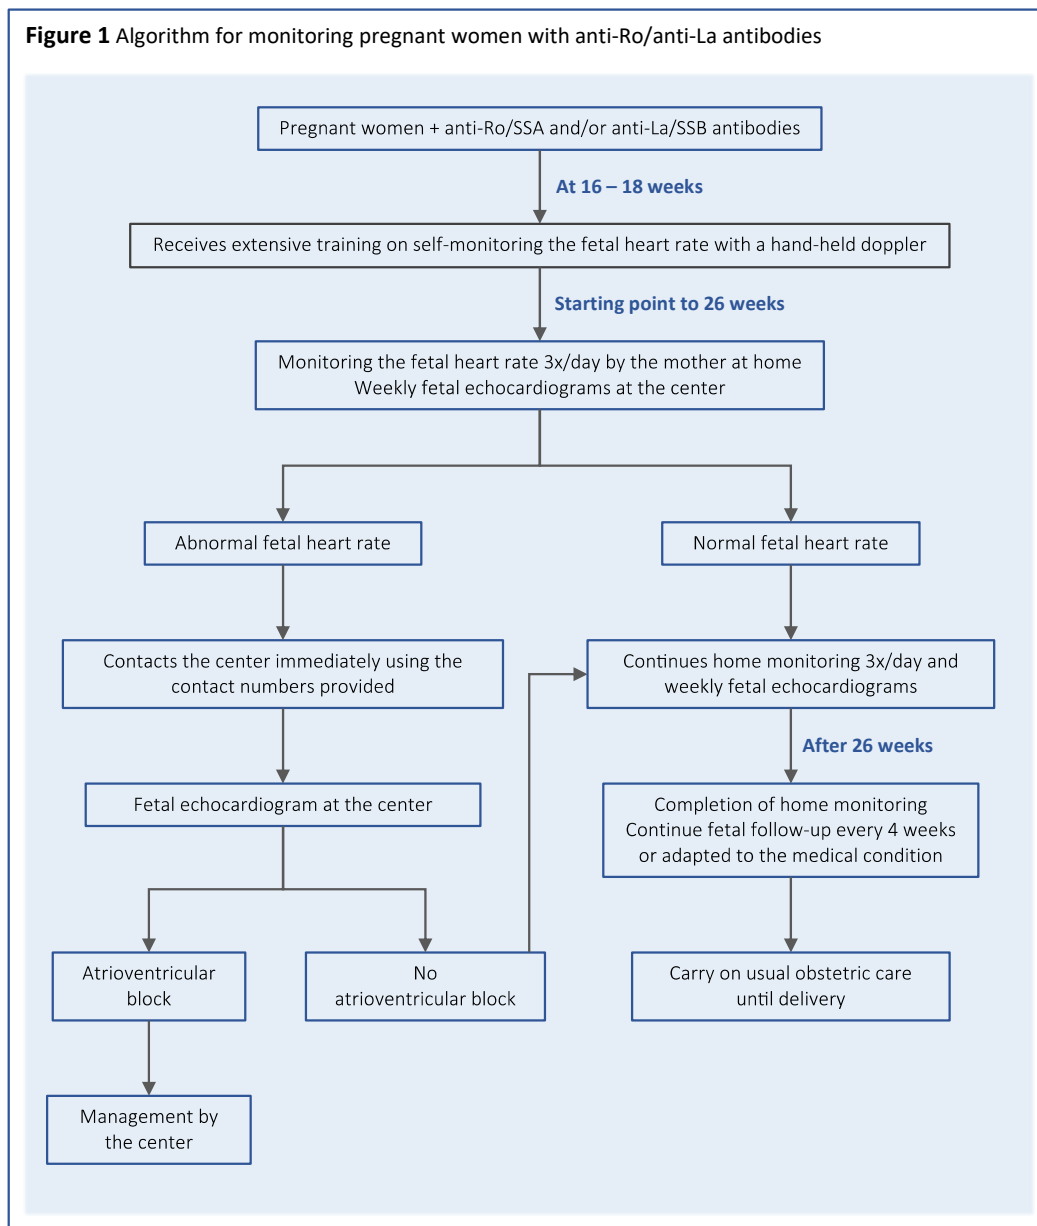 Figure 1 Algorithm for monitoring pregnant women with anti-Ro/anti-La antibodies
Pregnant women + anti-Ro/SSA and/or anti-La/SSB antibodies
At 16 – 18 weeks
Receives extensive training on self-monitoring the fetal heart rate with a hand-held doppler
Starting point to 26 weeks
Monitoring the fetal heart rate 3x/day by the mother at home
Weekly fetal echocardiograms at the center
Abnormal fetal heart rate
Normal fetal heart rate
Contacts the center immediately using the
contact numbers provided
Continues home monitoring 3x/day and
weekly fetal echocardiograms
After 26 weeks
Fetal echocardiogram at the center
Completion of home monitoring
Continue fetal follow-up every 4 weeks
or adapted to the medical condition
Atrioventricular
block
No
atrioventricular block
Carry on usual obstetric care
until delivery
Management by
the center